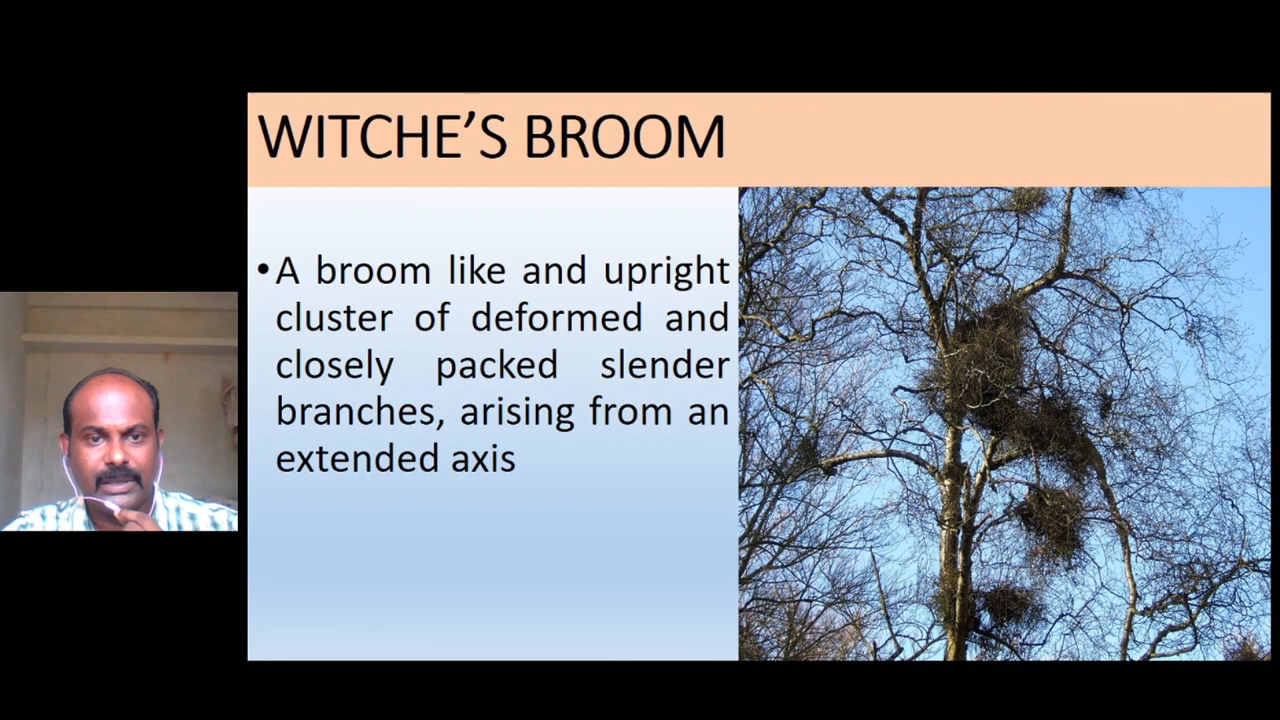 WITCHE’S BROOM
•A broom like and upright
cluster of deformed and
closely packed slender
branches, arising from an
extended axis